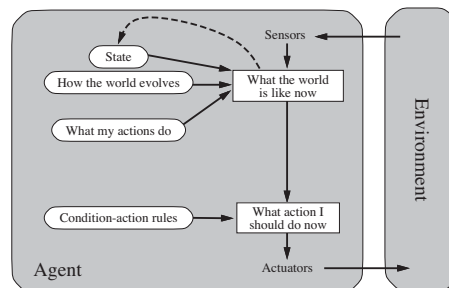 Sensors
State
How the world evolves
What the world
is like now
What my actions do
Condition-action rules
What action I
should do now
Agent
Actuators
Environment